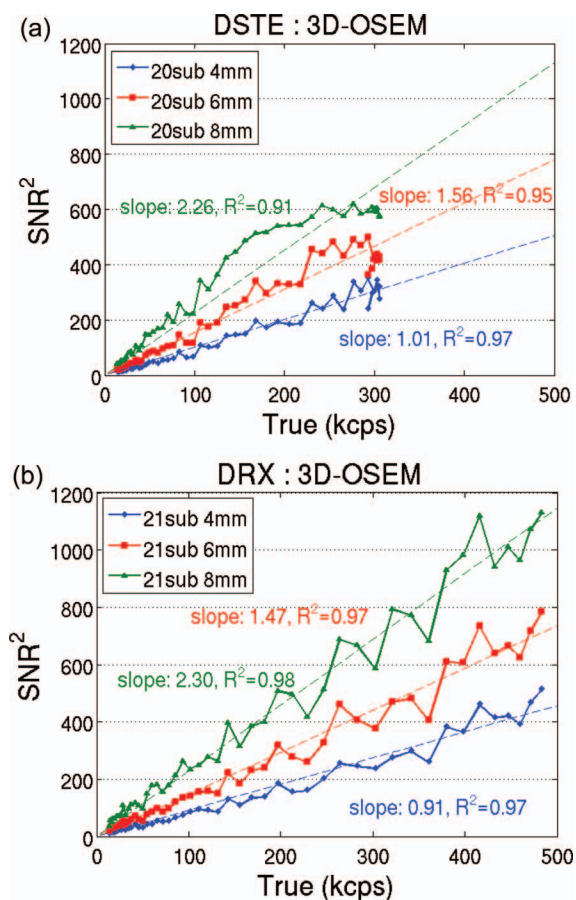 (a)
DSTE : 3D-OSEM
1200
1000
800
600
400
200
0
SNR²
20sub 4mm
20sub 6mm
20sub 8mm
slope: 2.26, R²=0.91
slope: 1.56, R²=0.95
slope: 1.01, R²=0.97
0 100 200 300 400 500
True (kcps)
(b)
DRX : 3D-OSEM
1200
1000
800
600
400
200
0
SNR²
21sub 4mm
21sub 6mm
21sub 8mm
slope: 1.47, R²=0.97
slope: 2.30, R²=0.98
slope: 0.91, R²=0.97
0 100 200 300 400 500
True (kcps)